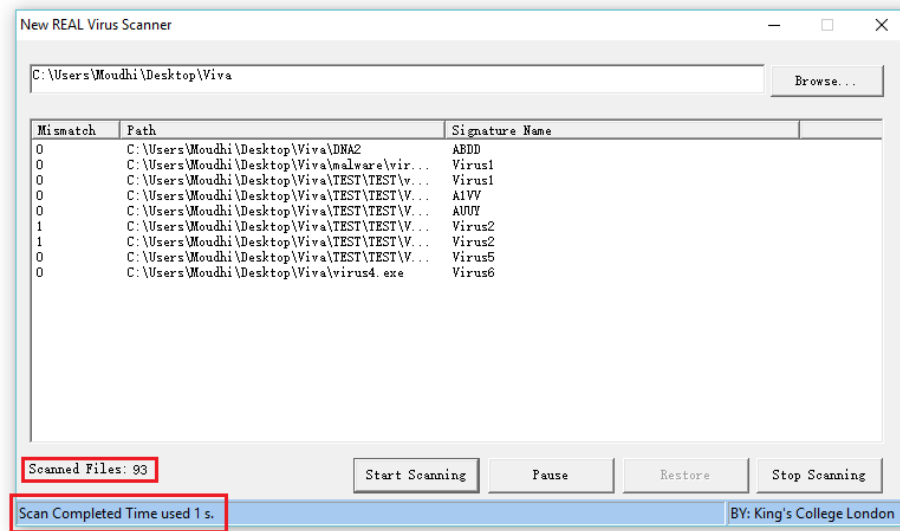 New REAL Virus Scanner
C:\Users\Moudhi\Desktop\Viva
Browse...
Mismatch Path Signature Name
0 C:\Users\Moudhi\Desktop\Viva\DNA2 ABDD
0 C:\Users\Moudhi\Desktop\Viva\malware\vir... Virus1
0 C:\Users\Moudhi\Desktop\Viva\TEST\TEST\v... Virus1
0 C:\Users\Moudhi\Desktop\Viva\TEST\TEST\V... A1VV
0 C:\Users\Moudhi\Desktop\Viva\TEST\TEST\V... AUUY
1 C:\Users\Moudhi\Desktop\Viva\TEST\TEST\V... Virus2
1 C:\Users\Moudhi\Desktop\Viva\TEST\TEST\V... Virus2
0 C:\Users\Moudhi\Desktop\Viva\TEST\TEST\V... Virus5
0 C:\Users\Moudhi\Desktop\Viva\virus4.exe Virus6
Scanned Files: 93
Start Scanning Pause Restore Stop Scanning
Scan Completed Time used 1 s. BY: King's College London